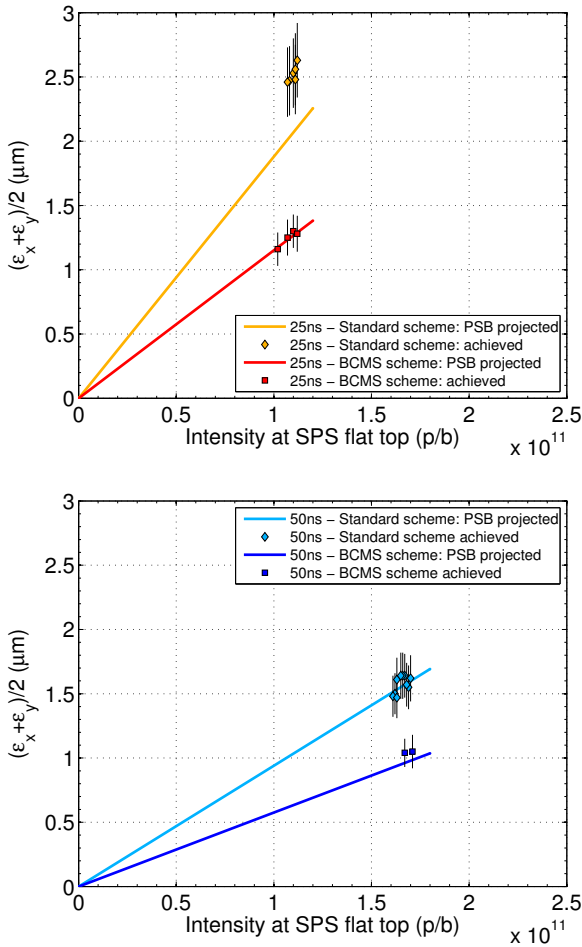 3
2.5
2
1.5
1
0.5
0
(εx+εy)/2 (μm)
25ns − Standard scheme: PSB projected
25ns − Standard scheme: achieved
25ns − BCMS scheme: PSB projected
25ns − BCMS scheme: achieved
0 0.5 1 1.5 2 2.5
Intensity at SPS flat top (p/b)
x 10^11
3
2.5
2
1.5
1
0.5
0
(εx+εy)/2 (μm)
50ns − Standard scheme: PSB projected
50ns − Standard scheme achieved
50ns − BCMS scheme: PSB projected
50ns − BCMS scheme achieved
0 0.5 1 1.5 2 2.5
Intensity at SPS flat top (p/b)
x 10^11